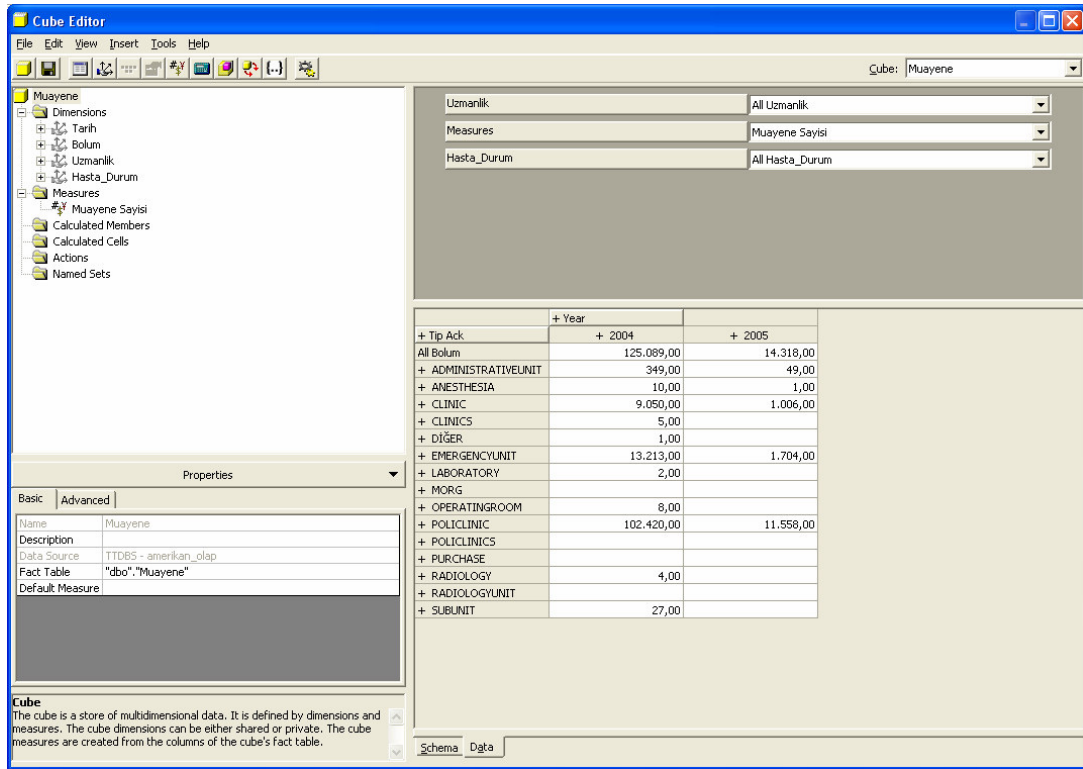 Cube Editor
File Edit View Insert Tools Help
Cube: Muayene
Muayene
Dimensions
Tarih
Bolum
Uzmanlik
Hasta_Durum
Measures
Muayene Sayisi
Calculated Members
Calculated Cells
Actions
Named Sets
Properties
Basic Advanced
Name Muayene
Description
Data Source TTDBS - amerikan_olap
Fact Table "dbo"."Muayene"
Default Measure
Cube
The cube is a store of multidimensional data. It is defined by dimensions and
measures. The cube dimensions can be either shared or private. The cube
measures are created from the columns of the cube's fact table.
Uzmanlik All Uzmanlik
Measures Muayene Sayisi
Hasta_Durum All Hasta_Durum
+ Year
+ Tip Ack + 2004 + 2005
All Bolum 125.089,00 14.318,00
+ ADMINISTRATIVEUNIT 349,00 49,00
+ ANESTHESIA 10,00 1,00
+ CLINIC 9.050,00 1.006,00
+ CLINICS 5,00
+ DİĞER 1,00
+ EMERGENCYUNIT 13.213,00 1.704,00
+ LABORATORY 2,00
+ MORG
+ OPERATINGROOM 8,00
+ POLICLINIC 102.420,00 11.558,00
+ POLICLINICS
+ PURCHASE
+ RADIOLOGY 4,00
+ RADIOLOGYUNIT
+ SUBUNIT 27,00
Schema Data